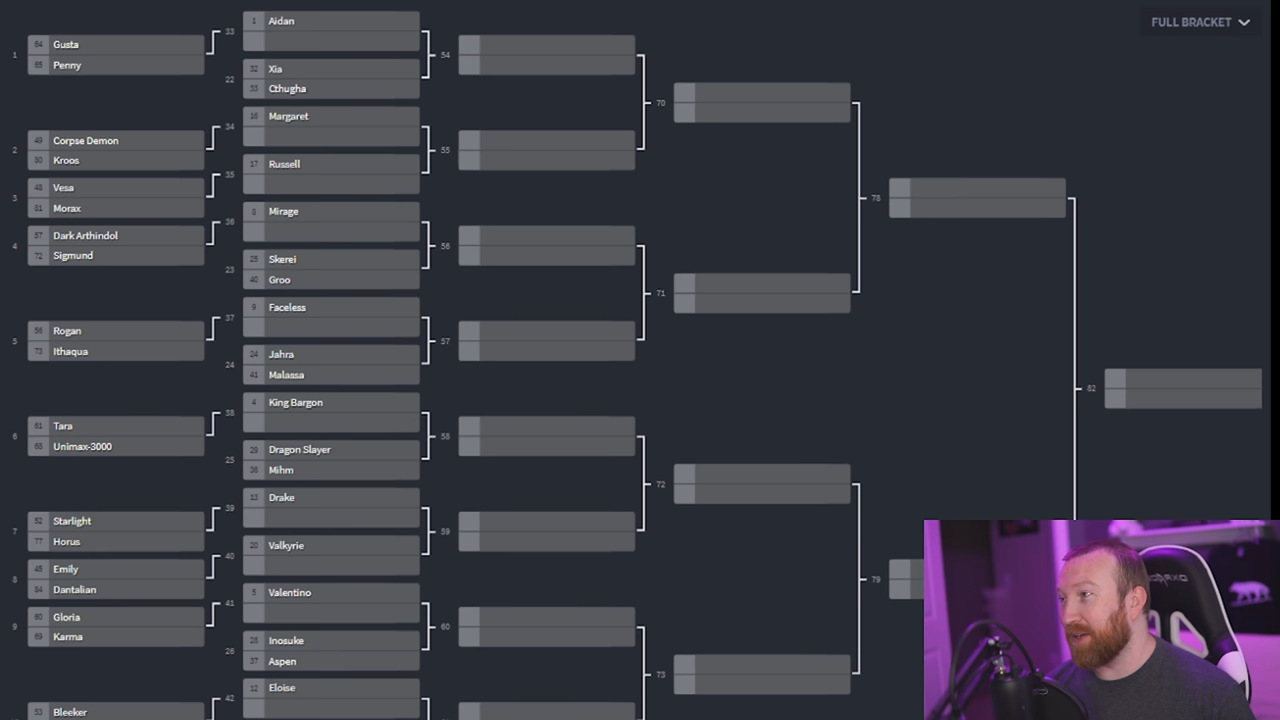 FULL BRACKET
1
64 Gusta
65 Penny
2
49 Corpse Demon
80 Kroos
3
48 Vesa
81 Morax
4
57 Dark Arthindol
72 Sigmund
5
56 Rogan
73 Ithaqua
6
61 Tara
68 Unimax-3000
7
52 Starlight
77 Horus
8
45 Emily
84 Dantalian
9
60 Gloria
69 Karma
53 Bleeker
33
1 Aidan
22
32 Xia
33 Cthugha
34
16 Margaret
35
17 Russell
36
8 Mirage
23
25 Skerei
40 Groo
37
9 Faceless
24
24 Jahra
41 Malassa
38
4 King Bargon
25
29 Dragon Slayer
36 Mihm
39
13 Drake
40
20 Valkyrie
41
5 Valentino
26
28 Inosuke
37 Aspen
42
12 Eloise
54
55
56
57
58
59
60
70
71
72
73
78
79
82